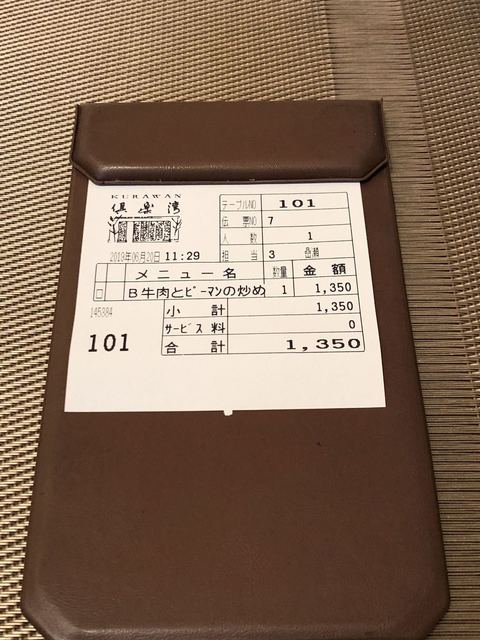 KURAWAN
倶楽湾
テーブルNO 101
伝票NO 7
人数 1
2018年06月20日 11:29
担当 3
メニュー名 数量 金額
B牛肉とピーマンの炒め 1 1,350
145384
小計 1,350
サービス料 0
101
合計 1,350